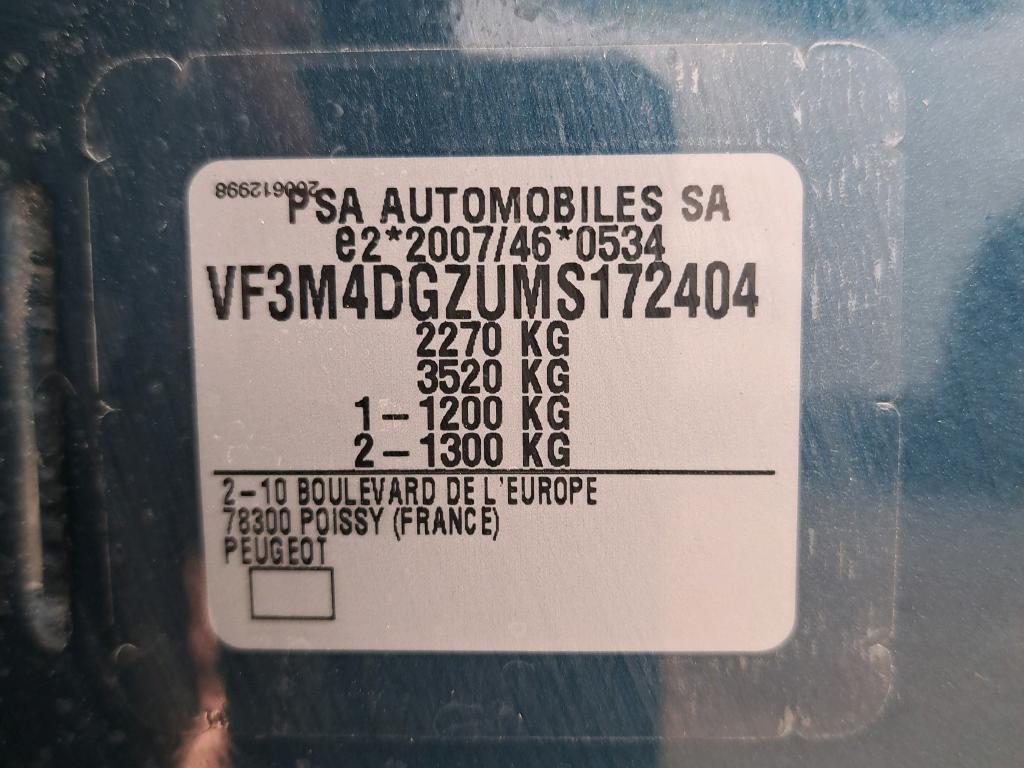 200612998
PSA AUTOMOBILES SA
e2*2007/46*0534
VF3M4DGZUMS172404
2270 KG
3520 KG
1-1200 KG
2-1300 KG
2-10 BOULEVARD DE L'EUROPE
78300 POISSY (FRANCE)
PEUGEOT